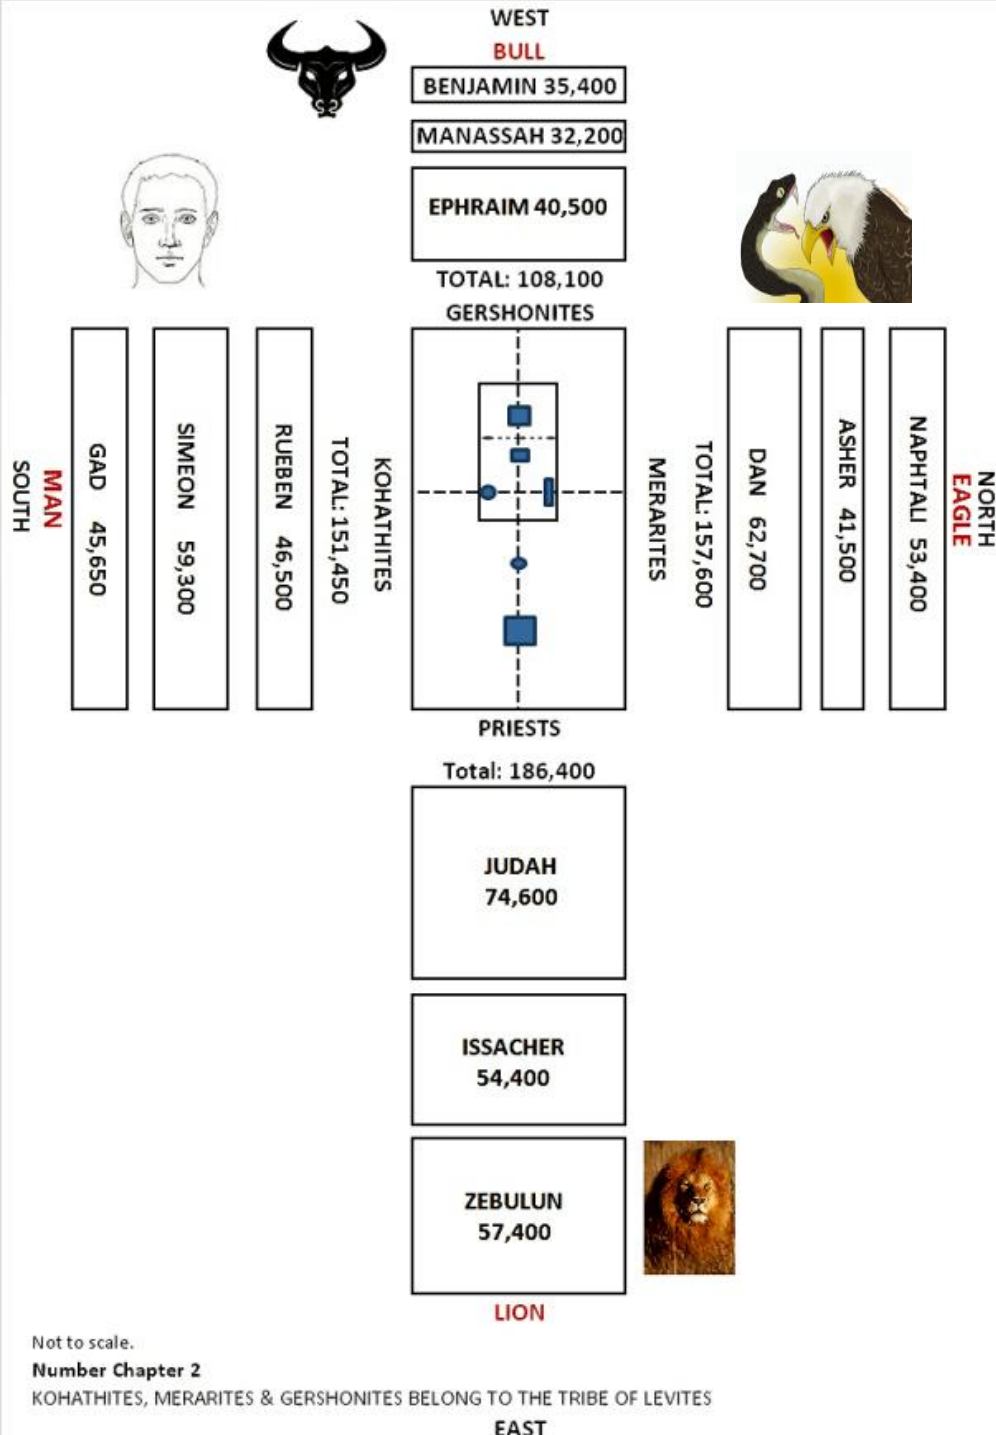 WEST
BULL
BENJAMIN 35,400
MANASSAH 32,200
EPHRAIM 40,500
TOTAL: 108,100
GERSHONITES
SOUTH
MAN
GAD 45,650
SIMEON 59,300
RUEBEN 46,500
TOTAL: 151,450
KOHATHITES
MERARITES
TOTAL: 157,600
DAN 62,700
ASHER 41,500
NAPHTALI 53,400
EAGLE
NORTH
PRIESTS
Total: 186,400
JUDAH
74,600
ISSACHER
54,400
ZEBULUN
57,400
LION
Not to scale.
Number Chapter 2
KOHATHITES, MERARITES & GERSHONITES BELONG TO THE TRIBE OF LEVITES
EAST